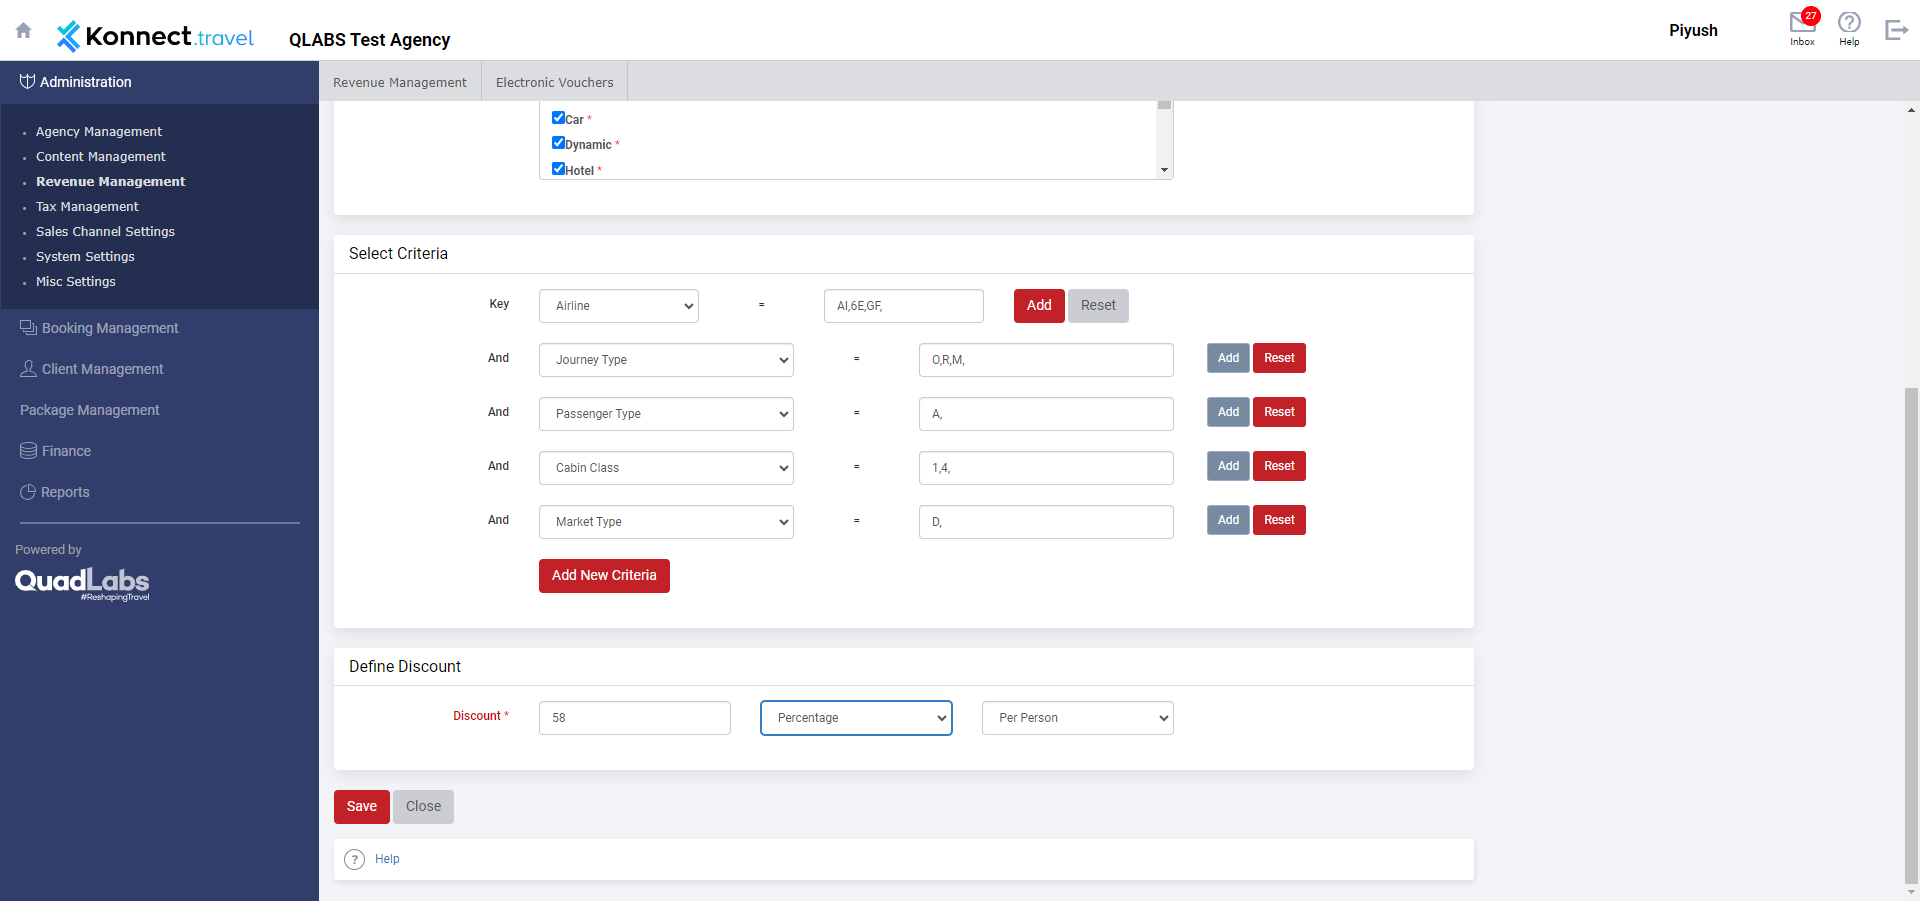 Konnect.travel
QLABS Test Agency
Piyush
27
Inbox
Help
Administration
Agency Management
Content Management
Revenue Management
Tax Management
Sales Channel Settings
System Settings
Misc Settings
Booking Management
Client Management
Package Management
Finance
Reports
Powered by
QuadLabs
#ReshapingTravel
Revenue Management
Electronic Vouchers
Car *
Dynamic *
Hotel *
Select Criteria
Key Airline = AI,6E,GF, Add Reset
And Journey Type = O,R,M, Add Reset
And Passenger Type = A, Add Reset
And Cabin Class = 1,4, Add Reset
And Market Type = D, Add Reset
Add New Criteria
Define Discount
Discount * 58 Percentage Per Person
Save Close
? Help